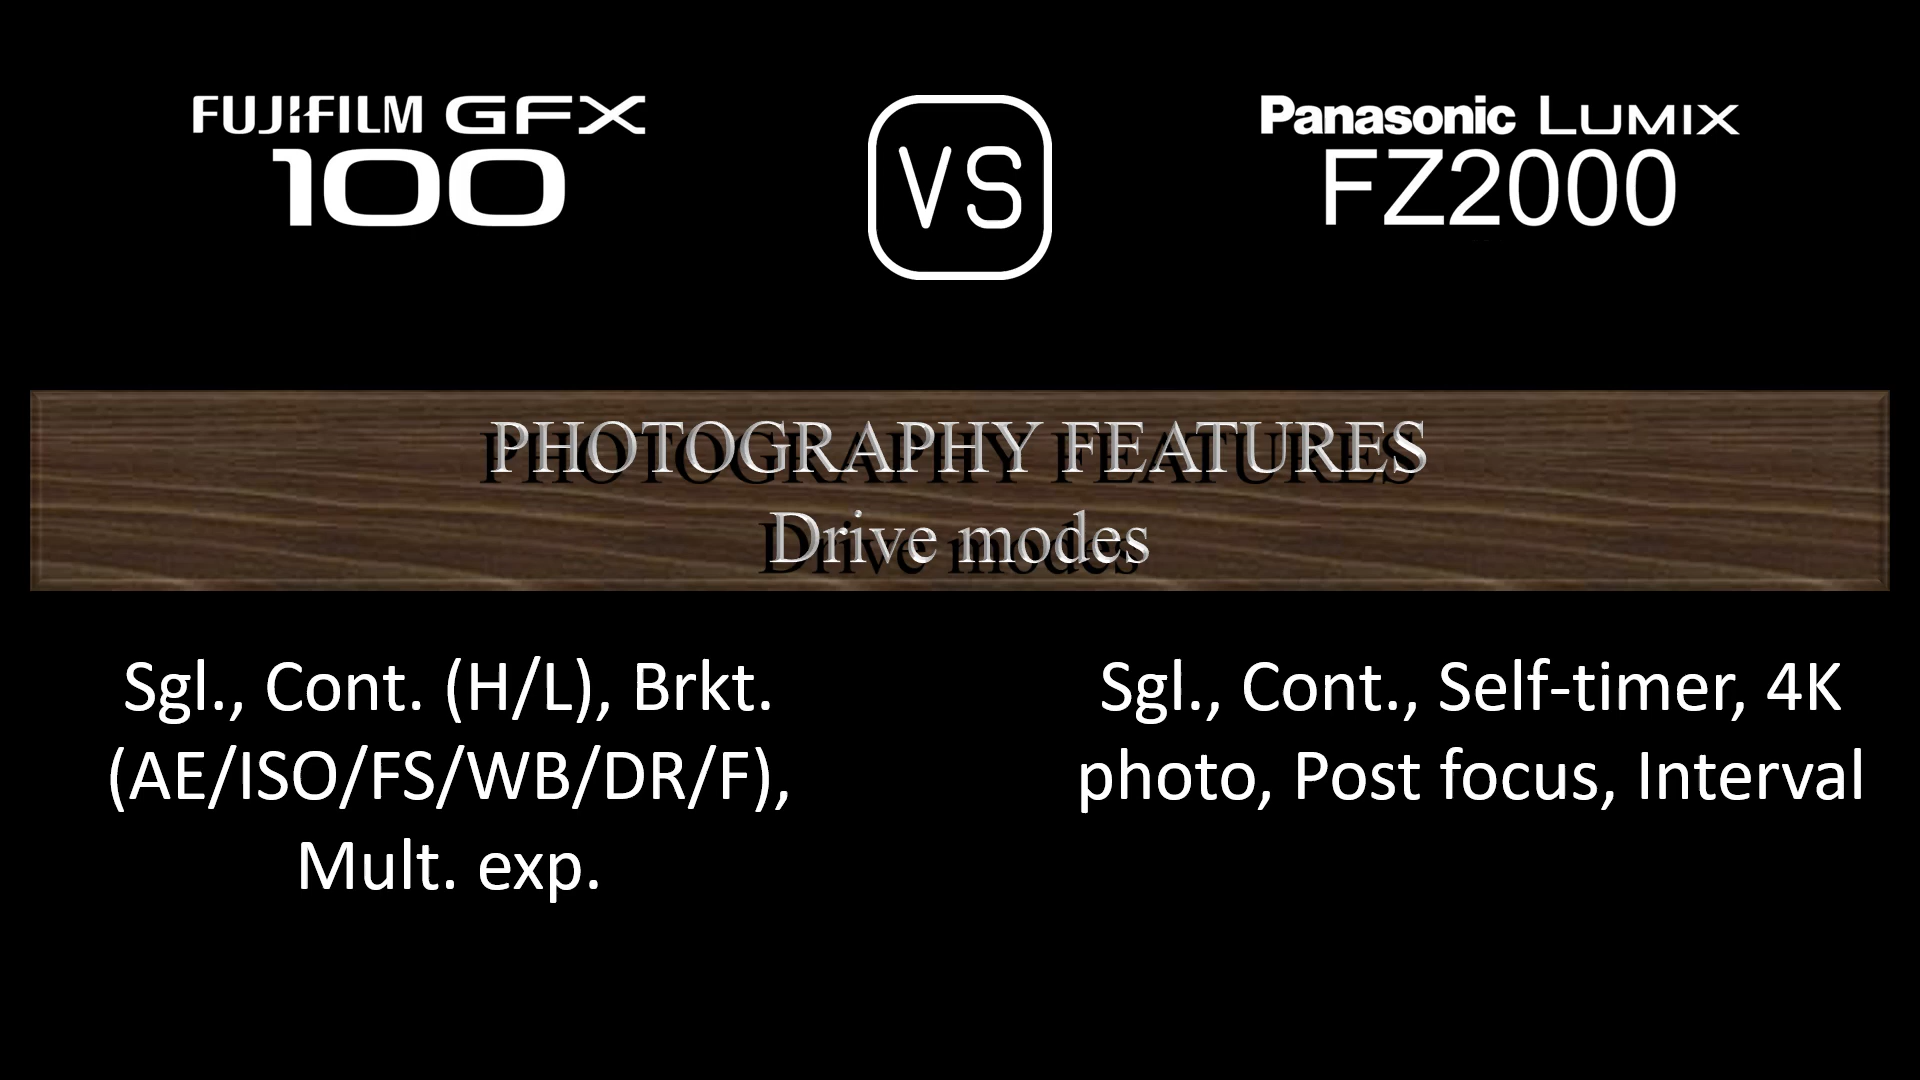 FUJIFILM GFX
100
VS
Panasonic LUMIX
FZ2000
PHOTOGRAPHY FEATURES
Drive modes
Sgl., Cont. (H/L), Brkt.
(AE/ISO/FS/WB/DR/F),
Mult. exp.
Sgl., Cont., Self-timer, 4K
photo, Post focus, Interval